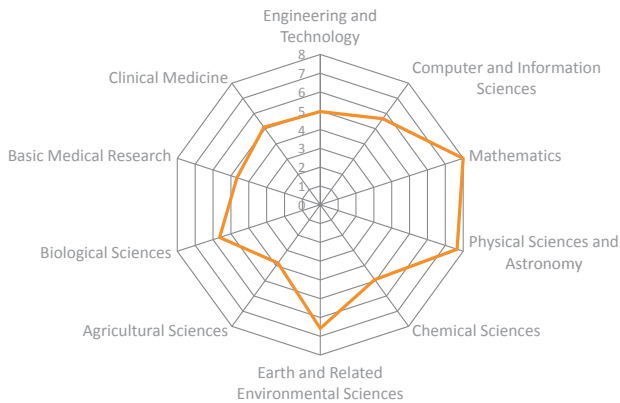 Engineering and
Technology
Computer and Information
Sciences
Mathematics
Physical Sciences and
Astronomy
Chemical Sciences
Earth and Related
Environmental Sciences
Agricultural Sciences
Biological Sciences
Basic Medical Research
Clinical Medicine
8
7
6
5
4
3
2
1
0